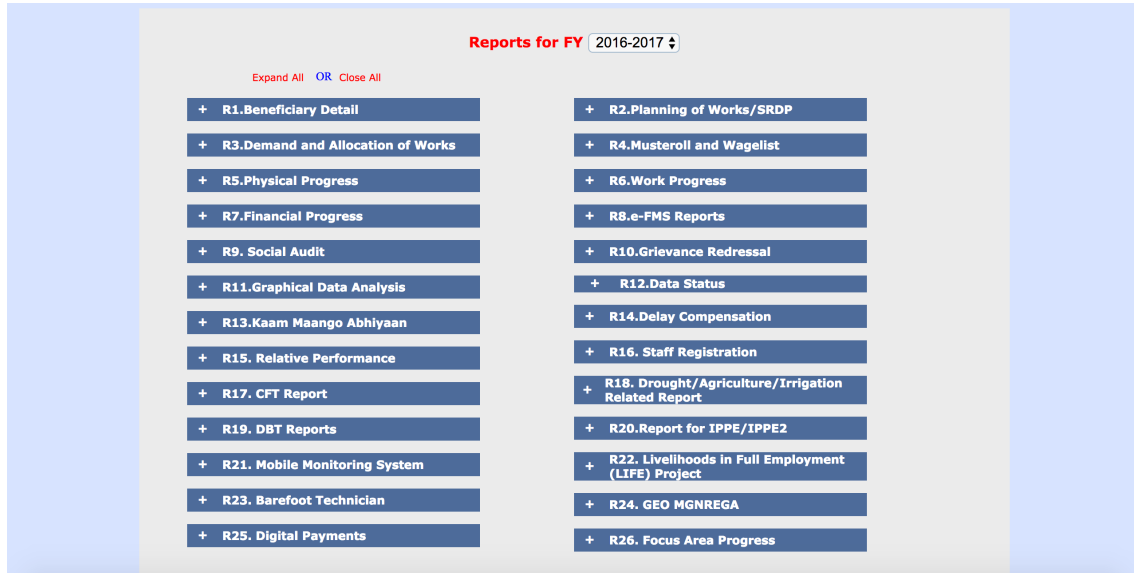 Reports for FY 2016-2017
Expand All OR Close All
+ R1.Beneficiary Detail
+ R2.Planning of Works/SRDP
+ R3.Demand and Allocation of Works
+ R4.Musteroll and Wagelist
+ R5.Physical Progress
+ R6.Work Progress
+ R7.Financial Progress
+ R8.e-FMS Reports
+ R9. Social Audit
+ R10.Grievance Redressal
+ R11.Graphical Data Analysis
+ R12.Data Status
+ R13.Kaam Maango Abhiyaan
+ R14.Delay Compensation
+ R15. Relative Performance
+ R16. Staff Registration
+ R17. CFT Report
+ R18. Drought/Agriculture/Irrigation
Related Report
+ R19. DBT Reports
+ R20.Report for IPPE/IPPE2
+ R21. Mobile Monitoring System
+ R22. Livelihoods in Full Employment
(LIFE) Project
+ R23. Barefoot Technician
+ R24. GEO MGNREGA
+ R25. Digital Payments
+ R26. Focus Area Progress